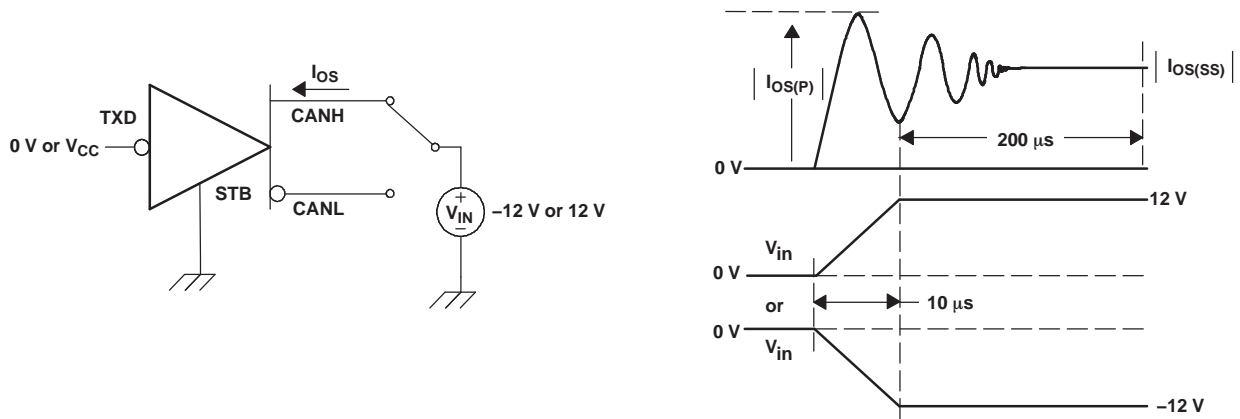 I_OS
TXD
CANH
0 V or V_CC
STB
CANL
+
V_IN
–
–12 V or 12 V
|I_OS(P)|
|I_OS(SS)|
200 µs
0 V
12 V
V_in
0 V
or
10 µs
0 V
V_in
–12 V